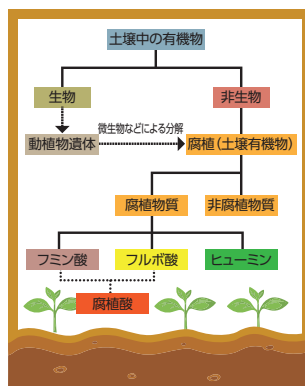 土壌中の有機物
生物
非生物
微生物などによる分解
動植物遺体
腐植(土壌有機物)
腐植物質
非腐植物質
フミン酸
フルボ酸
ヒューミン
腐植酸